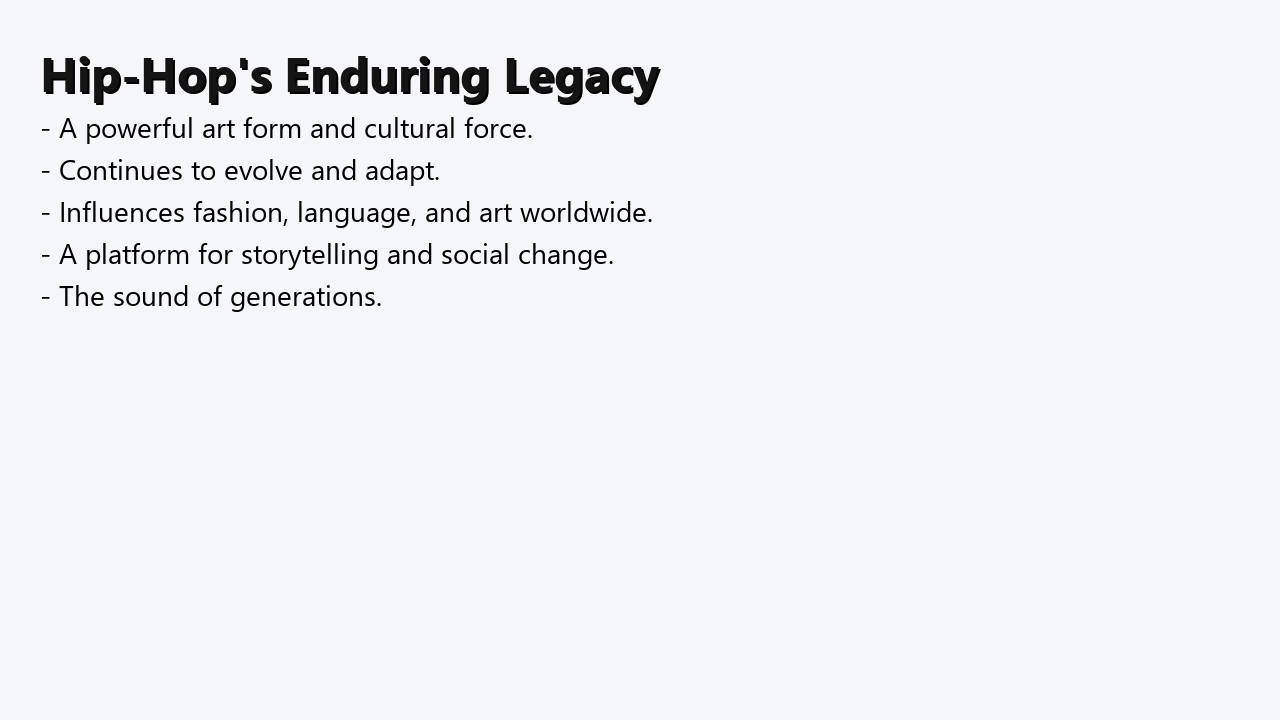 Hip-Hop's Enduring Legacy
- A powerful art form and cultural force.
- Continues to evolve and adapt.
- Influences fashion, language, and art worldwide.
- A platform for storytelling and social change.
- The sound of generations.